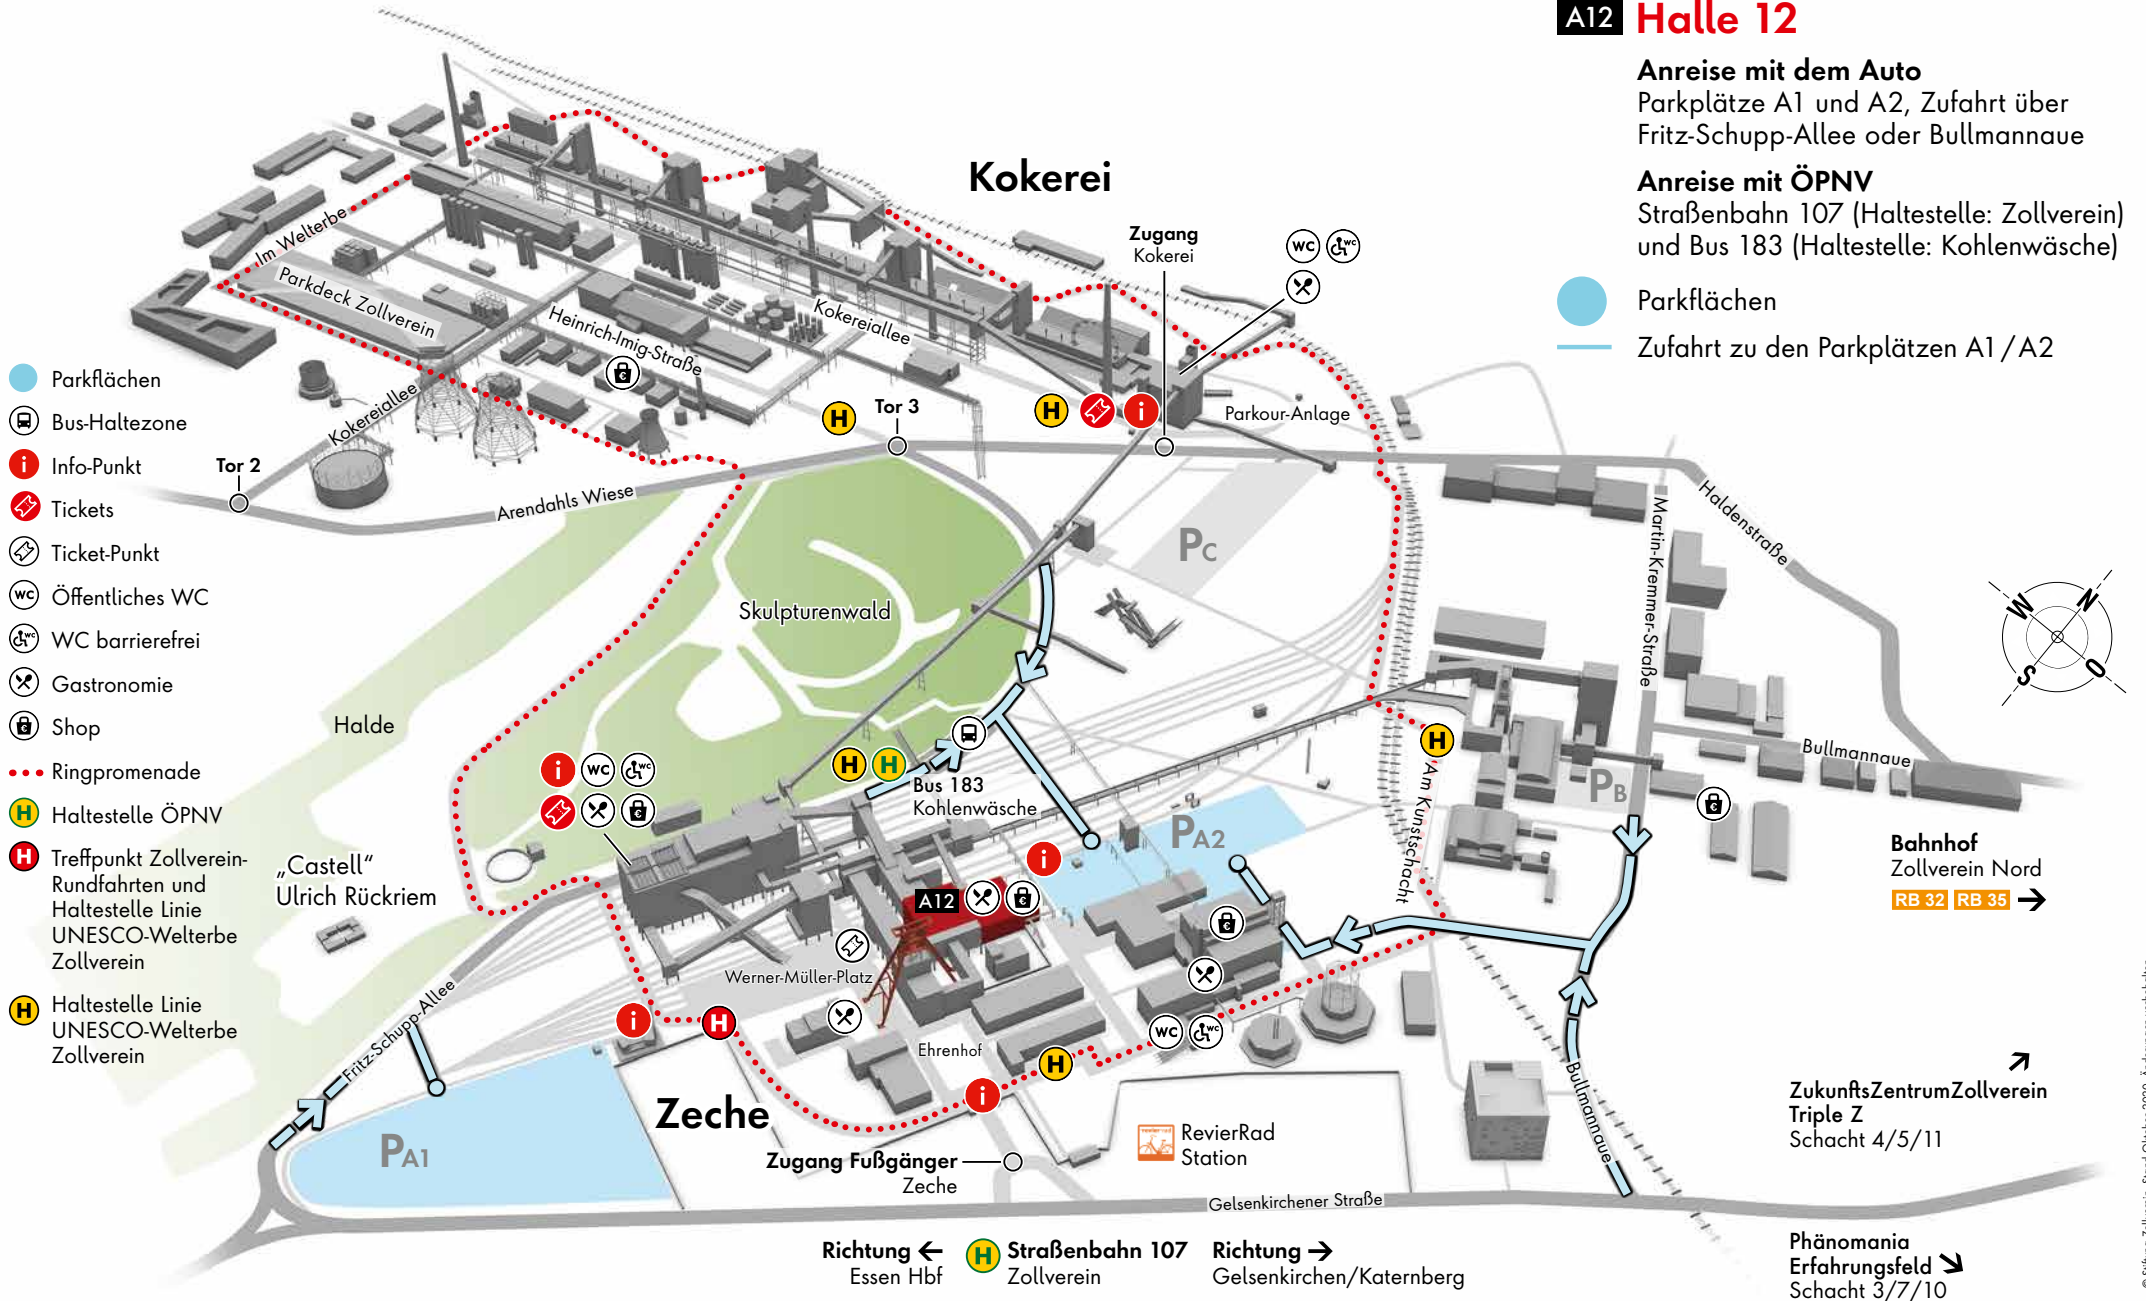 A12 Halle 12
Anreise mit dem Auto
Parkplätze A1 und A2, Zufahrt über
Fritz-Schupp-Allee oder Bullmannaue
Anreise mit ÖPNV
Straßenbahn 107 (Haltestelle: Zollverein)
und Bus 183 (Haltestelle: Kohlenwäsche)
Parkflächen
Zufahrt zu den Parkplätzen A1/A2
Kokerei
Zugang
Kokerei
WC
WC
Im Welterbe
Parkdeck Zollverein
Heinrich-Imig-Straße
Kokereiallee
Kokereiallee
H
Tor 3
H
i
Parkour-Anlage
Tor 2
Arendahls Wiese
Parkflächen
Bus-Haltezone
i Info-Punkt
Tickets
Ticket-Punkt
WC Öffentliches WC
WC WC barrierefrei
Gastronomie
Shop
Ringpromenade
H Haltestelle ÖPNV
H Treffpunkt Zollverein-
Rundfahrten und
Haltestelle Linie
UNESCO-Welterbe
Zollverein
H Haltestelle Linie
UNESCO-Welterbe
Zollverein
PC
Haldenstraße
Martin-Kremmer-Straße
Skulpturenwald
N
W
O
S
Halde
H
Bullmannaue
i WC WC
H H
Bus 183
Kohlenwäsche
PB
Am Kunstschacht
PA2
i
„Castell“
Ulrich Rückriem
A12
Bahnhof
Zollverein Nord
RB 32 RB 35
Werner-Müller-Platz
Fritz-Schupp-Allee
i
H
WC WC
Ehrenhof
H
i
Zeche
PA1
Bullmannaue
RevierRad
Station
Zugang Fußgänger
Zeche
ZukunftsZentrumZollverein
Triple Z
Schacht 4/5/11
Gelsenkirchener Straße
Richtung
Essen Hbf
H Straßenbahn 107
Zollverein
Richtung
Gelsenkirchen/Katernberg
Phänomania
Erfahrungsfeld
Schacht 3/7/10